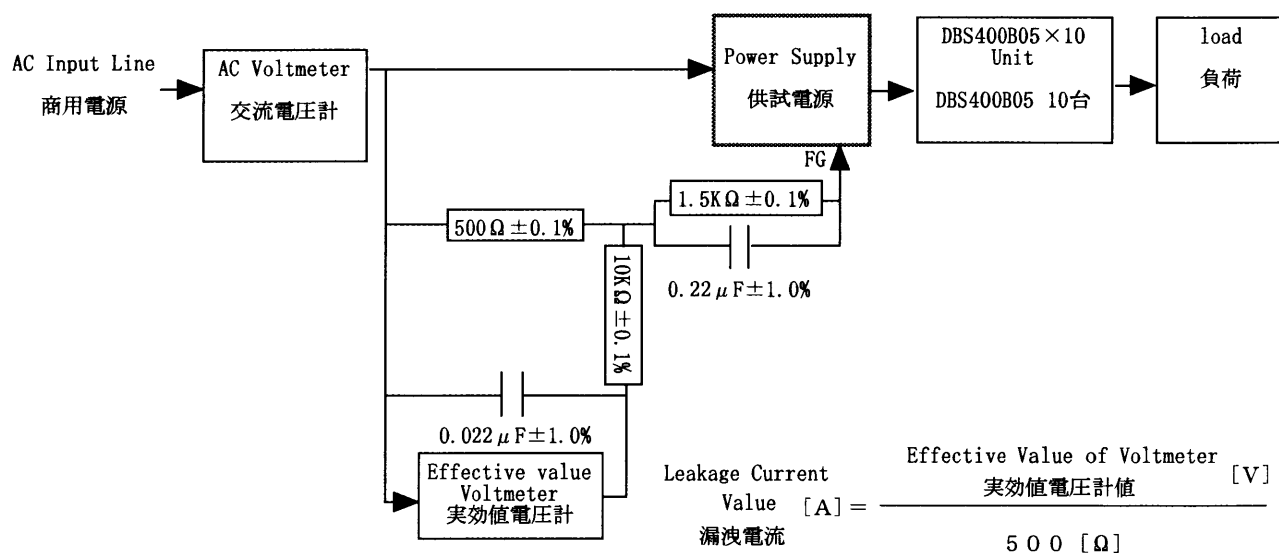 AC Input Line
商用電源
AC Voltmeter
交流電圧計
Power Supply
供試電源
DBS400B05×10
Unit
DBS400B05 10台
load
負荷
FG
1.5KΩ±0.1%
500Ω±0.1%
10KΩ±0.1%
0.22μF±1.0%
0.022μF±1.0%
Effective value
Voltmeter
実効値電圧計
Leakage Current
Value [A] =
漏洩電流
Effective Value of Voltmeter
実効値電圧計値 [V]
500 [Ω]